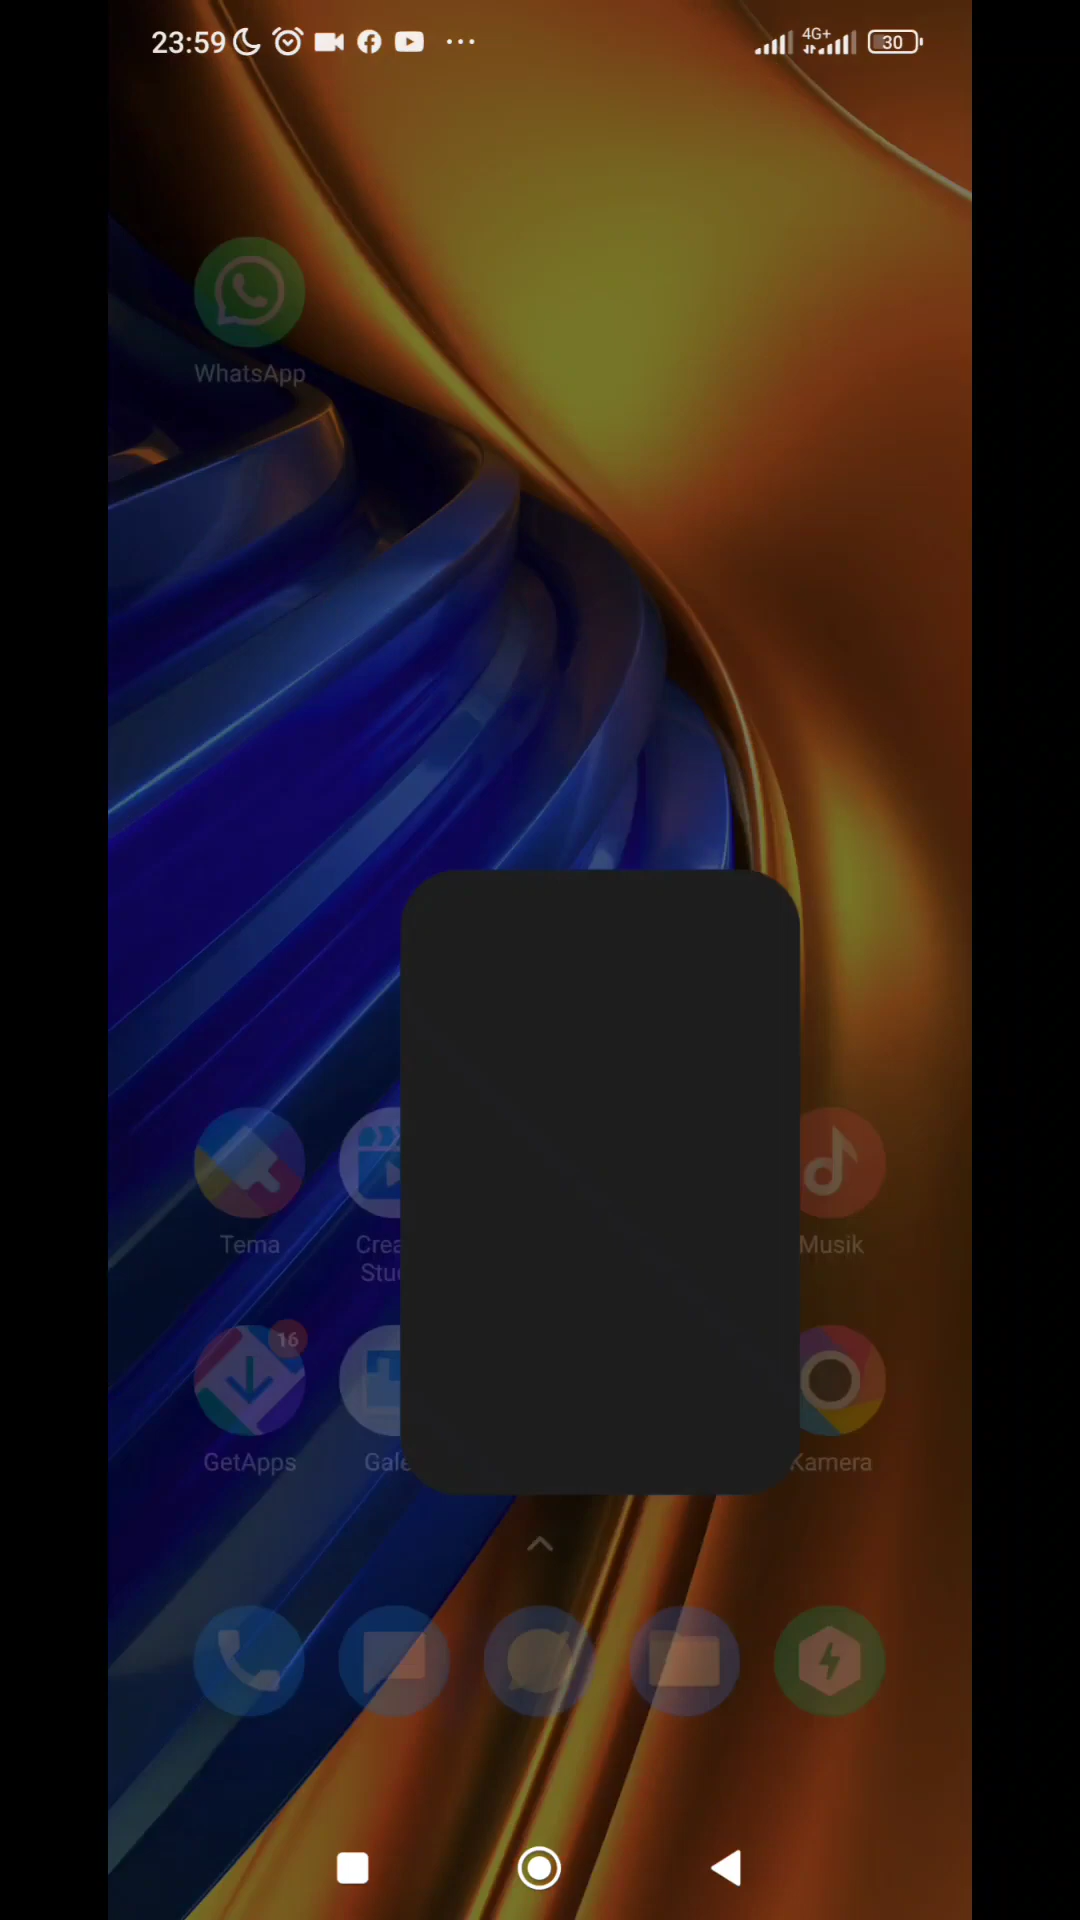 23:59
4G+
30
WhatsApp
Tema
Crea
Stu
Musik
16
GetApps
Gale
Kamera